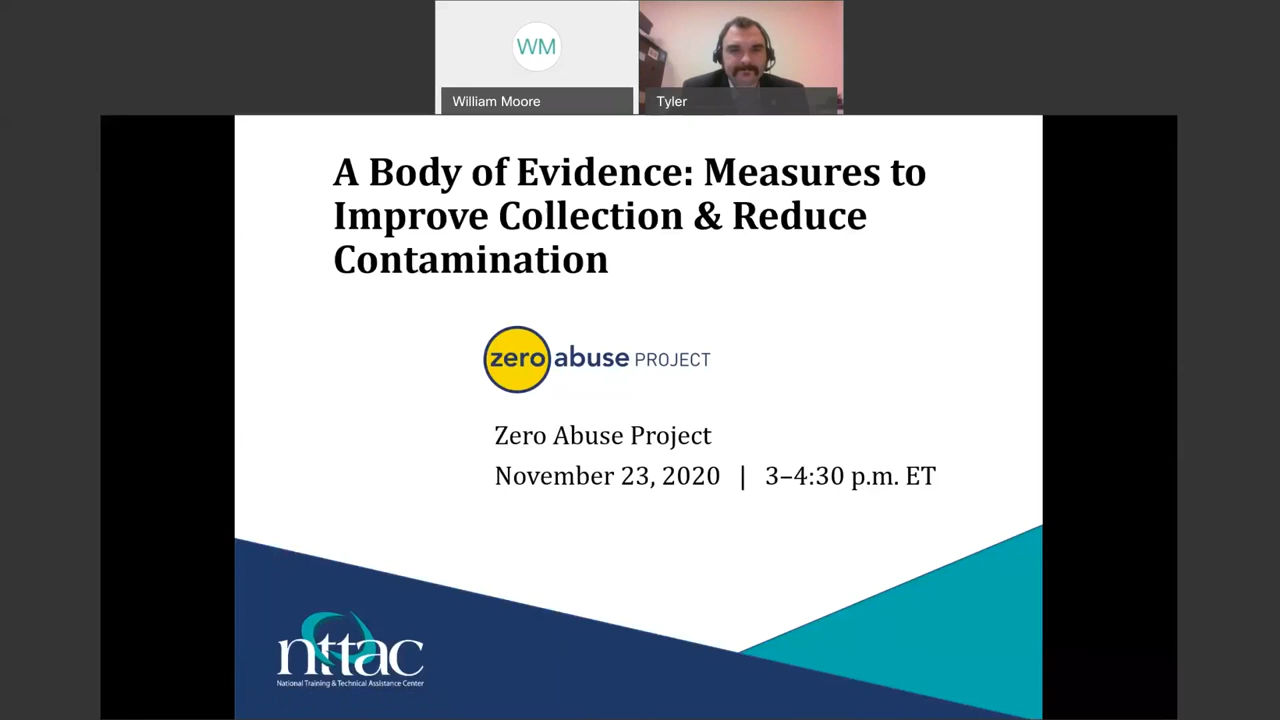 WM
William Moore
Tyler
A Body of Evidence: Measures to
Improve Collection & Reduce
Contamination
zero abuse PROJECT
Zero Abuse Project
November 23, 2020 | 3–4:30 p.m. ET
nttac
National Training & Technical Assistance Center